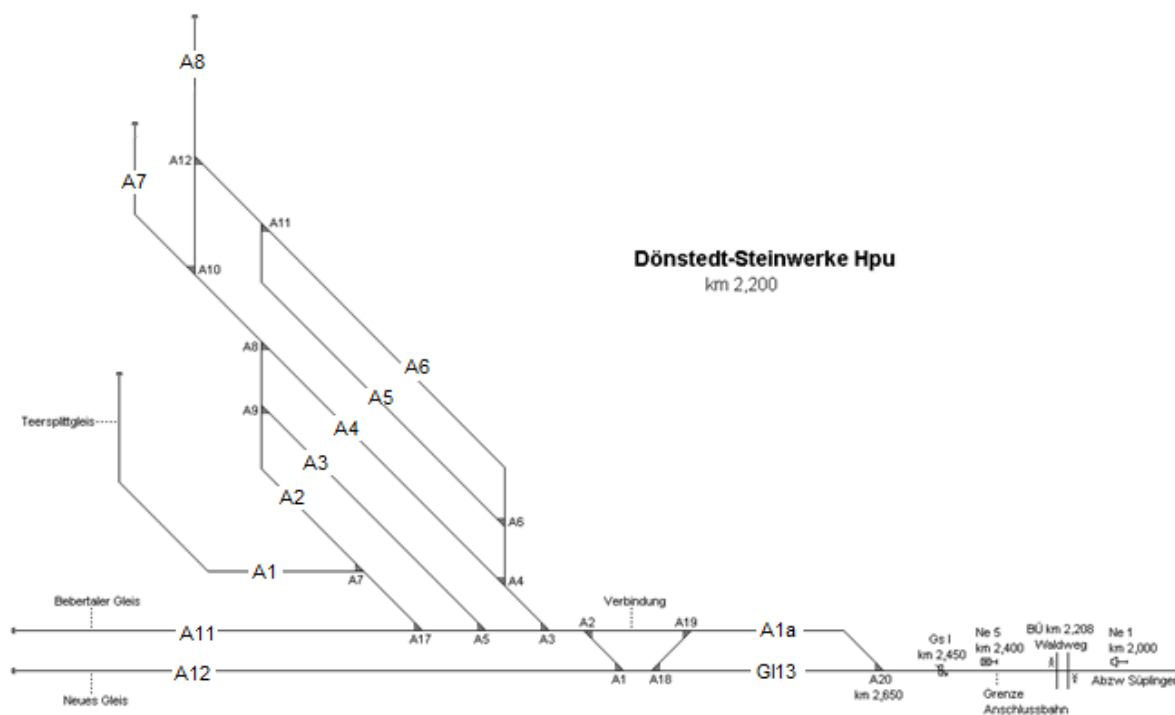 A8
A12
A7
A11
Dönstedt-Steinwerke Hpu
km 2,200
A10
A8
A6
A5
A9
Teersplittgleis
A4
A3
A2
A6
A1
A7
A4
Bebertaler Gleis
Verbindung
A11
A17
A5
A3
A2
A19
A1a
Gs I
km 2,450
Ne 5
km 2,400
BÜ km 2,208
Waldweg
Ne 1
km 2,000
A12
A1
A18
Gl13
A20
km 2,650
Neues Gleis
Grenze
Anschlussbahn
Abzw Süplingen